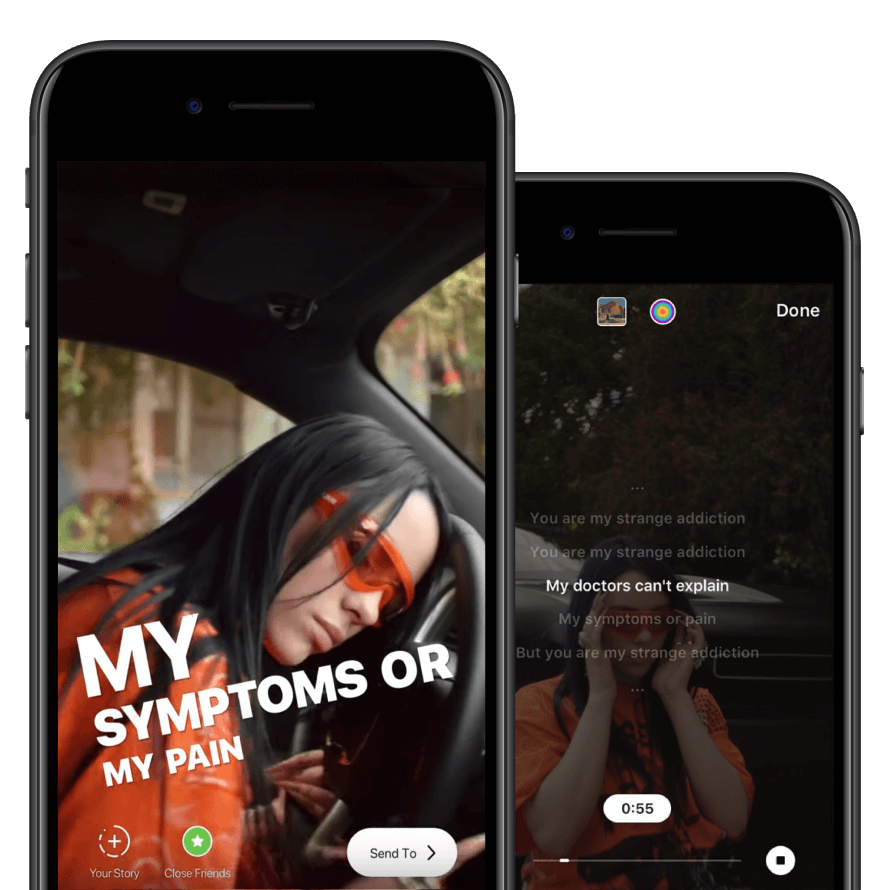 MY
SYMPTOMS OR
MY PAIN
Your Story
Close Friends
Send To
Done
...
You are my strange addiction
You are my strange addiction
My doctors can't explain
My symptoms or pain
But you are my strange addiction
...
0:55